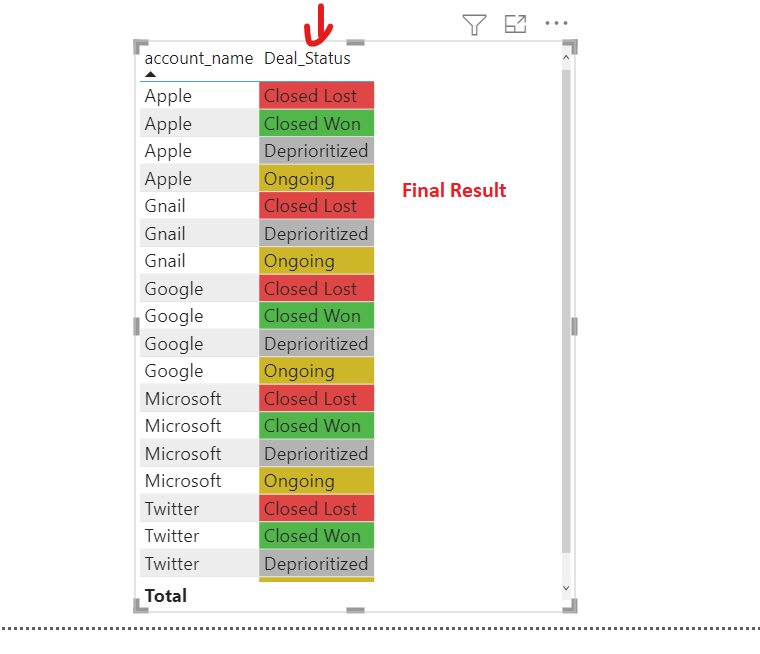 account_name Deal_Status
Apple Closed Lost
Apple Closed Won
Apple Deprioritized
Apple Ongoing
Final Result
Gnail Closed Lost
Gnail Deprioritized
Gnail Ongoing
Google Closed Lost
Google Closed Won
Google Deprioritized
Google Ongoing
Microsoft Closed Lost
Microsoft Closed Won
Microsoft Deprioritized
Microsoft Ongoing
Twitter Closed Lost
Twitter Closed Won
Twitter Deprioritized
Total